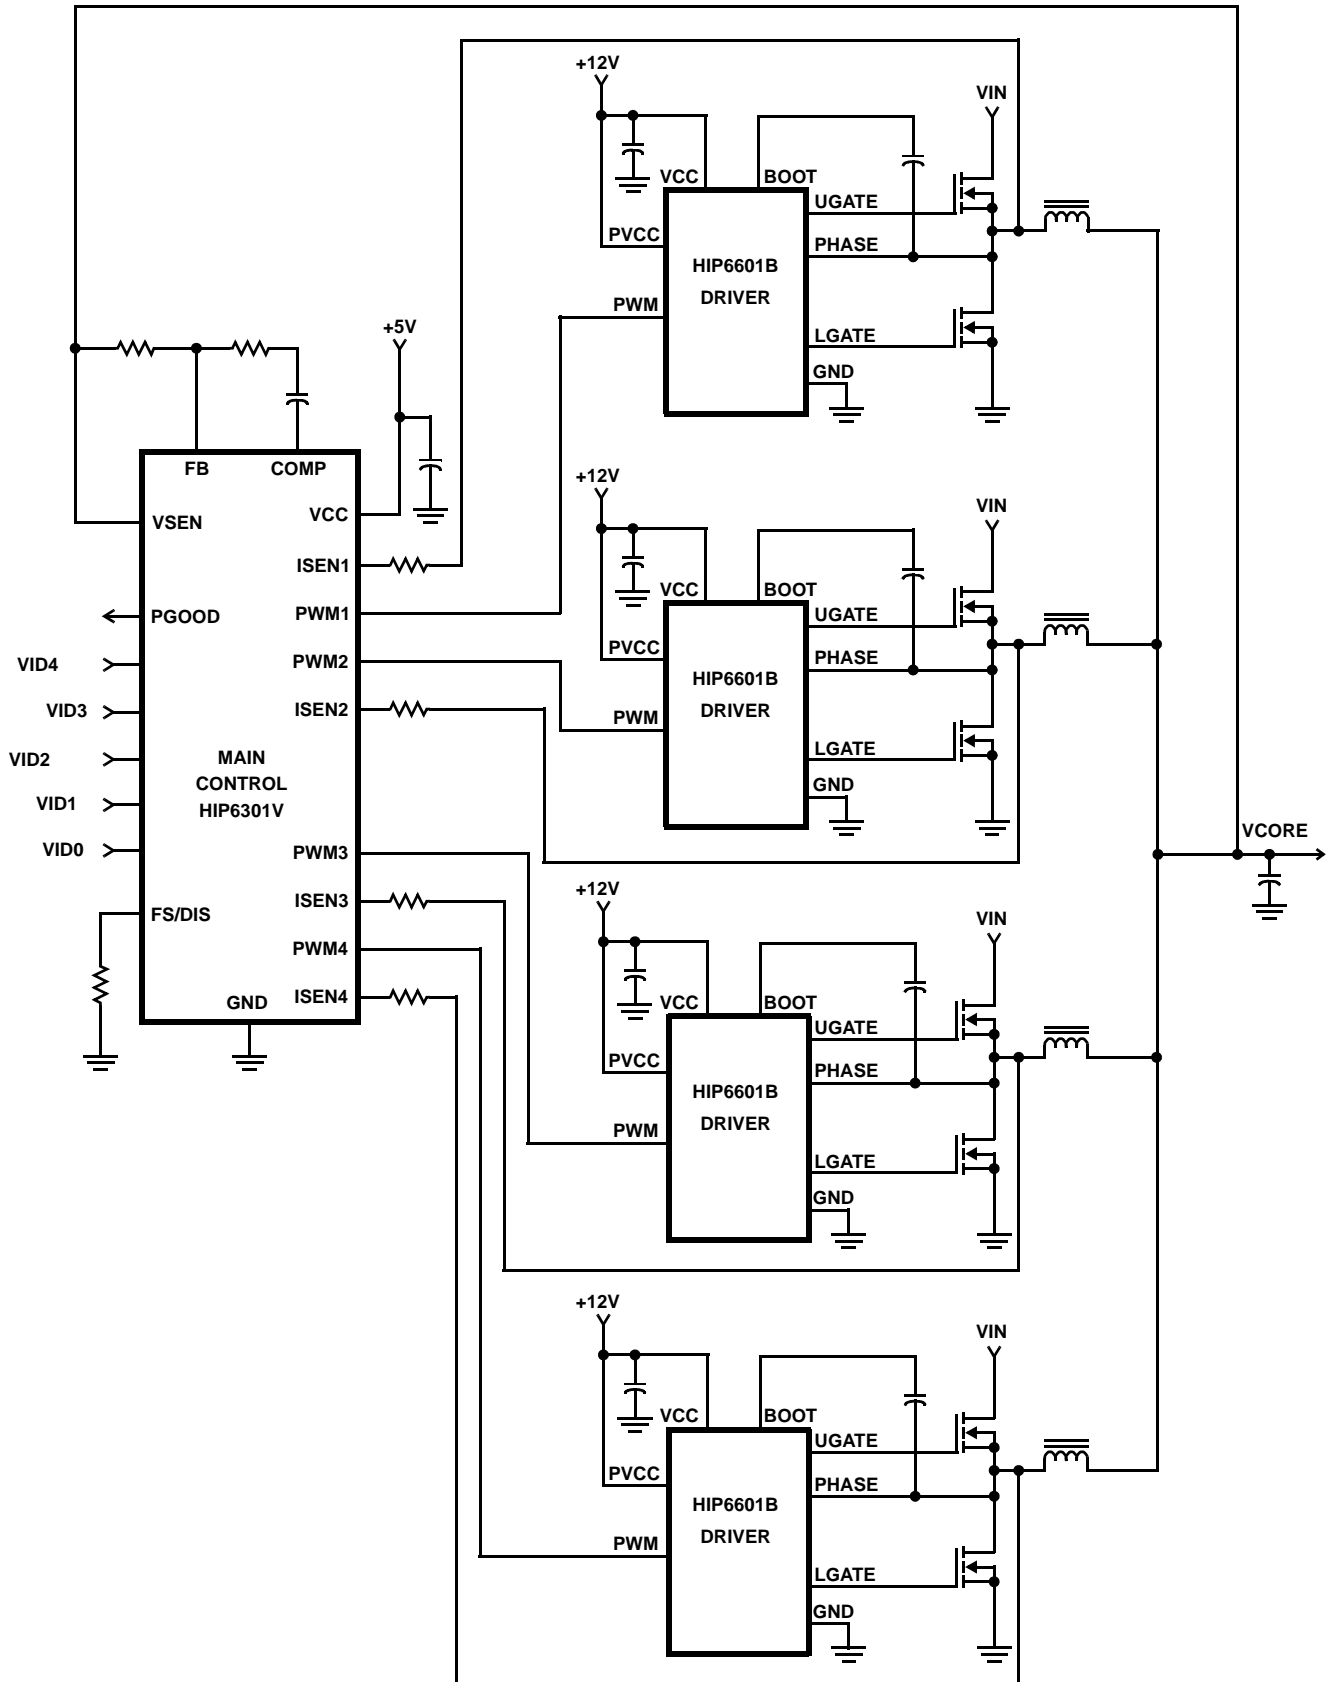 +12V
VIN
VCC
BOOT
UGATE
PVCC
PHASE
HIP6601B
DRIVER
PWM
LGATE
GND
+5V
FB
COMP
VSEN
VCC
ISEN1
PGOOD
PWM1
VID4
PWM2
VID3
ISEN2
VID2
MAIN
CONTROL
HIP6301V
VID1
VID0
PWM3
ISEN3
FS/DIS
PWM4
ISEN4
GND
+12V
VIN
VCC
BOOT
UGATE
PVCC
PHASE
HIP6601B
DRIVER
PWM
LGATE
GND
VCORE
+12V
VIN
VCC
BOOT
UGATE
PVCC
PHASE
HIP6601B
DRIVER
PWM
LGATE
GND
+12V
VIN
VCC
BOOT
UGATE
PVCC
PHASE
HIP6601B
DRIVER
PWM
LGATE
GND